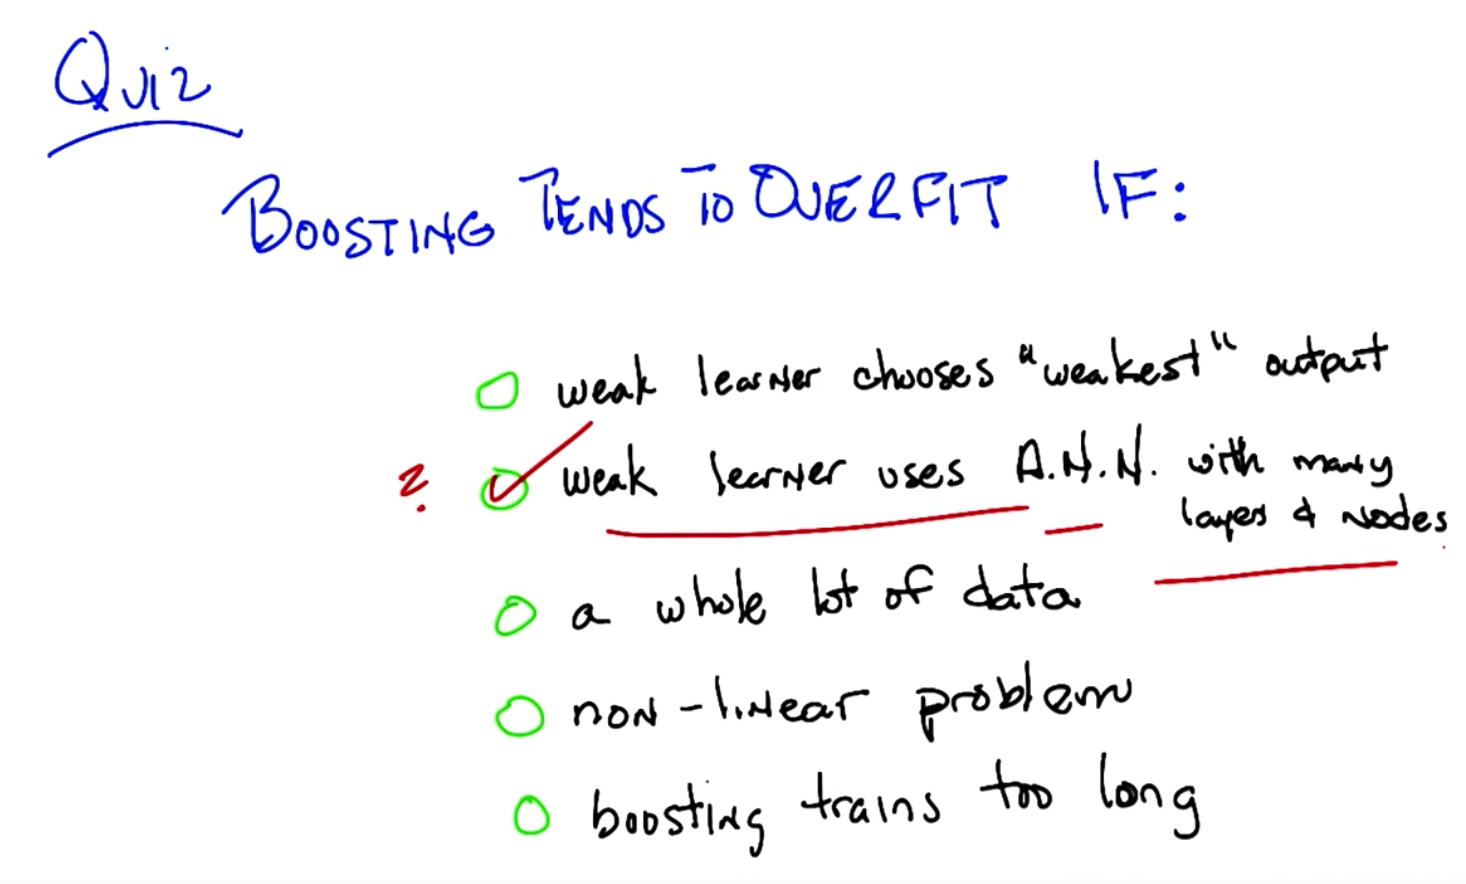 Quiz
BOOSTING TENDS TO OVERFIT IF:
weak learner chooses "weakest" output
? weak learner uses A.N.N. with many
layers & nodes
a whole lot of data
non-linear problem
boosting trains too long